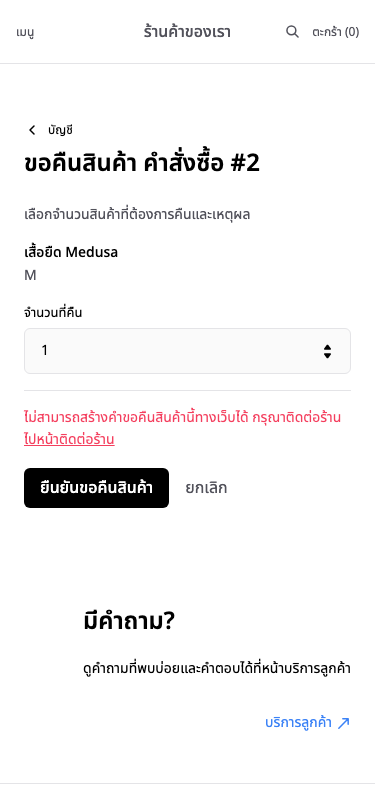 เมนู
ร้านค้าของเรา
ตะกร้า (0)
บัญชี
ขอคืนสินค้า คำสั่งซื้อ #2
เลือกจำนวนสินค้าที่ต้องการคืนและเหตุผล
เสื้อยืด Medusa
M
จำนวนที่คืน
1
ไม่สามารถสร้างคำขอคืนสินค้านี้ทางเว็บได้ กรุณาติดต่อร้าน
ไปหน้าติดต่อร้าน
ยืนยันขอคืนสินค้า
ยกเลิก
มีคำถาม?
ดูคำถามที่พบบ่อยและคำตอบได้ที่หน้าบริการลูกค้า
บริการลูกค้า